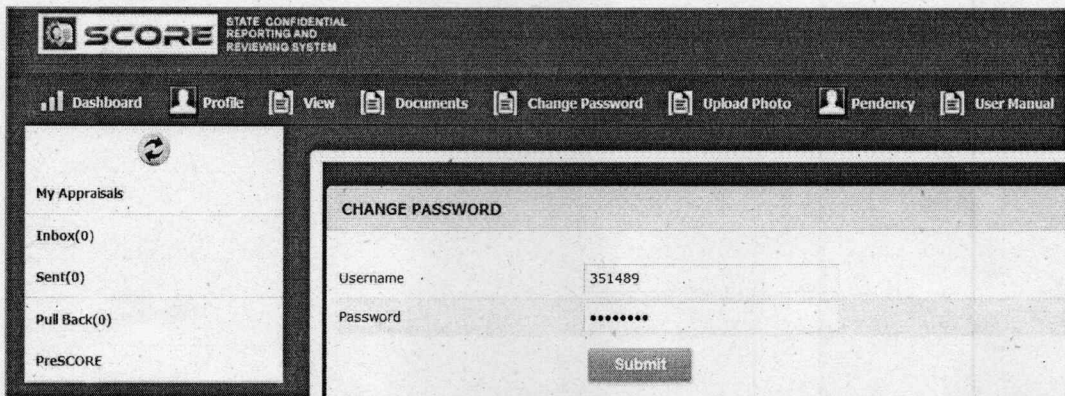 SCORE
STATE CONFIDENTIAL
REPORTING AND
REVIEWING SYSTEM
Dashboard Profile View Documents Change Password Upload Photo Pendency User Manual
My Appraisals
Inbox(0)
Sent(0)
Pull Back(0)
PreSCORE
CHANGE PASSWORD
Username 351489
Password ••••••••
Submit